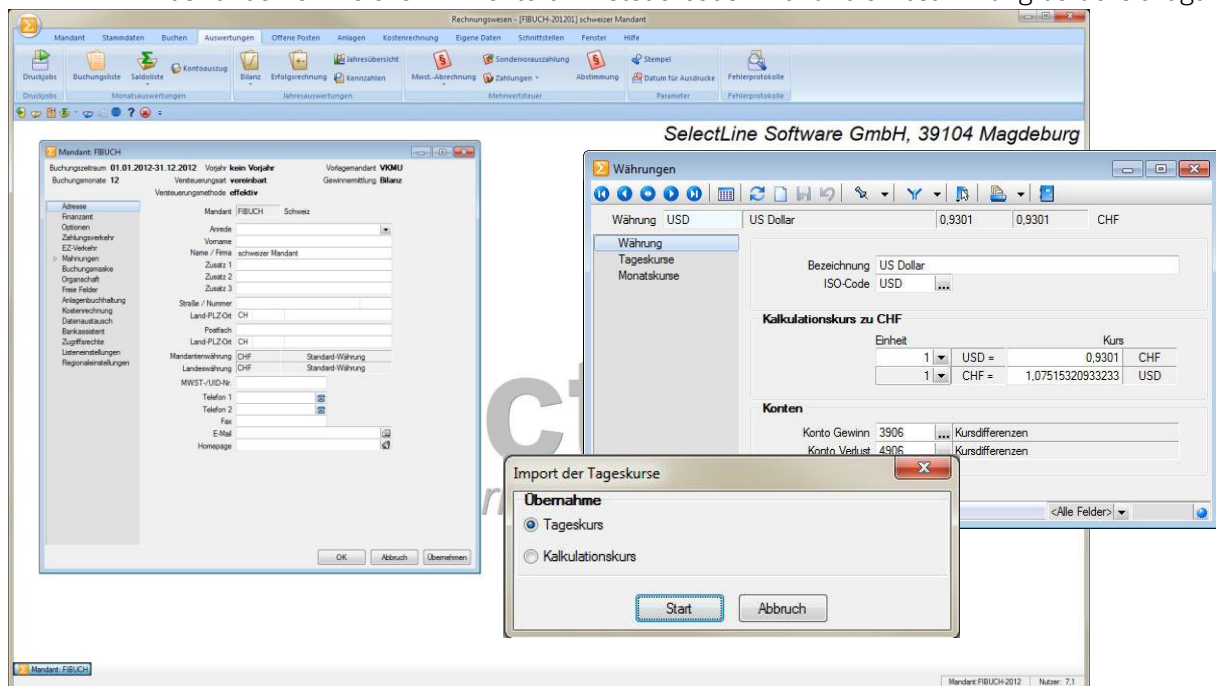 Rechnungswesen - [FIBUCH-201201] schweizer Mandant
Mandant Stammdaten Buchen Auswertungen Offene Posten Anlagen Kostenrechnung Eigene Daten Schnittstellen Fenster Hilfe
Druckjobs Buchungsliste Saldoliste Kontoauszug Bilanz Erfolgsrechnung Jahresübersicht Kennzahlen Mwst.-Abrechnung Sondervorauszahlung Zahlungen Abstimmung Stempel Datum für Ausdrucke Fehlerprotokolle
Druckjobs Monatsauswertungen Jahresauswertungen Mehrwertsteuer Parameter Fehlerprotokolle
SelectLine Software GmbH, 39104 Magdeburg
Mandant: FIBUCH
Buchungszeitraum 01.01.2012-31.12.2012 Vorjahr kein Vorjahr Vorlagemandant VKMU
Buchungsmonate 12 Versteuerungsart vereinbart Gewinnermittlung Bilanz
Versteuerungsmethode effektiv
Adresse
Finanzamt
Optionen
Zahlungsverkehr
EZ-Verkehr
Mahnungen
Buchungsmaske
Organschaft
Freie Felder
Anlagenbuchhaltung
Kostenrechnung
Datenaustausch
Bankassistent
Zugriffsrechte
Listeneinstellungen
Regionaleinstellungen
Mandant FIBUCH Schweiz
Anrede
Vorname
Name / Firma schweizer Mandant
Zusatz 1
Zusatz 2
Zusatz 3
Straße / Nummer
Land-PLZ-Ort CH
Postfach
Land-PLZ-Ort CH
Mandantenwährung CHF Standard-Währung
Landeswährung CHF Standard-Währung
MWST-/UID-Nr.
Telefon 1
Telefon 2
Fax
E-Mail
Homepage
OK Abbruch Übernehmen
Währungen
Währung USD US Dollar 0,9301 0,9301 CHF
Währung
Tageskurse
Monatskurse
Bezeichnung US Dollar
ISO-Code USD ...
Kalkulationskurs zu CHF
Einheit Kurs
1 USD = 0,9301 CHF
1 CHF = 1,07515320933233 USD
Konten
Konto Gewinn 3906 ... Kursdifferenzen
Konto Verlust 4906 ... Kursdifferenzen
<Alle Felder>
Import der Tageskurse
Übernahme
Tageskurs
Kalkulationskurs
Start Abbruch
Mandant: FIBUCH
Mandant:FIBUCH-2012 Nutzer: 7,1